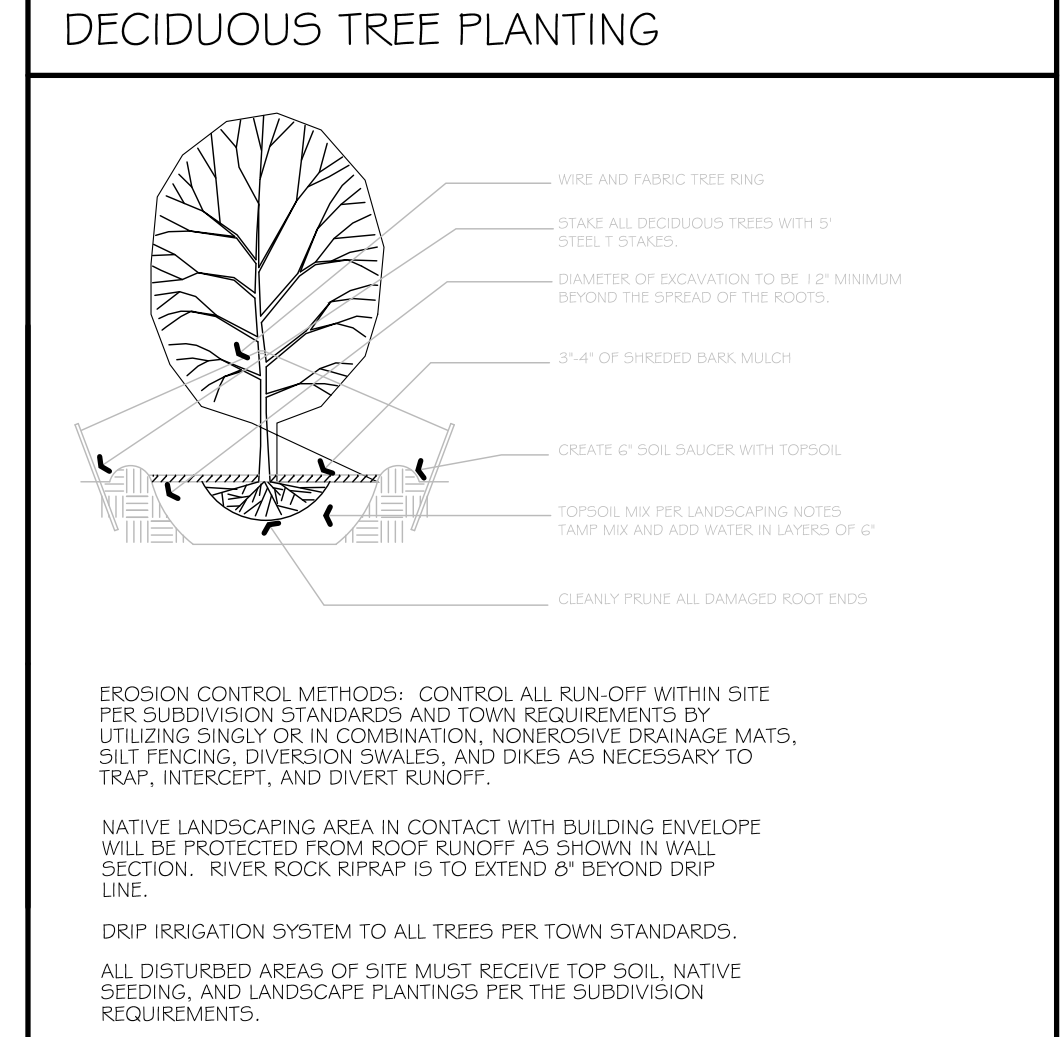 DECIDUOUS TREE PLANTING
WIRE AND FABRIC TREE RING
STAKE ALL DECIDUOUS TREES WITH 5'
STEEL T STAKES.
DIAMETER OF EXCAVATION TO BE 12" MINIMUM
BEYOND THE SPREAD OF THE ROOTS.
3"-4" OF SHREDED BARK MULCH
CREATE 6" SOIL SAUCER WITH TOPSOIL
TOPSOIL MIX PER LANDSCAPING NOTES
TAMP MIX AND ADD WATER IN LAYERS OF 6"
CLEANLY PRUNE ALL DAMAGED ROOT ENDS
EROSION CONTROL METHODS: CONTROL ALL RUN-OFF WITHIN SITE
PER SUBDIVISION STANDARDS AND TOWN REQUIREMENTS BY
UTILIZING SINGLY OR IN COMBINATION, NONEROSIVE DRAINAGE MATS,
SILT FENCING, DIVERSION SWALES, AND DIKES AS NECESSARY TO
TRAP, INTERCEPT, AND DIVERT RUNOFF.
NATIVE LANDSCAPING AREA IN CONTACT WITH BUILDING ENVELOPE
WILL BE PROTECTED FROM ROOF RUNOFF AS SHOWN IN WALL
SECTION. RIVER ROCK RIPRAP IS TO EXTEND 8" BEYOND DRIP
LINE.
DRIP IRRIGATION SYSTEM TO ALL TREES PER TOWN STANDARDS.
ALL DISTURBED AREAS OF SITE MUST RECEIVE TOP SOIL, NATIVE
SEEDING, AND LANDSCAPE PLANTINGS PER THE SUBDIVISION
REQUIREMENTS.